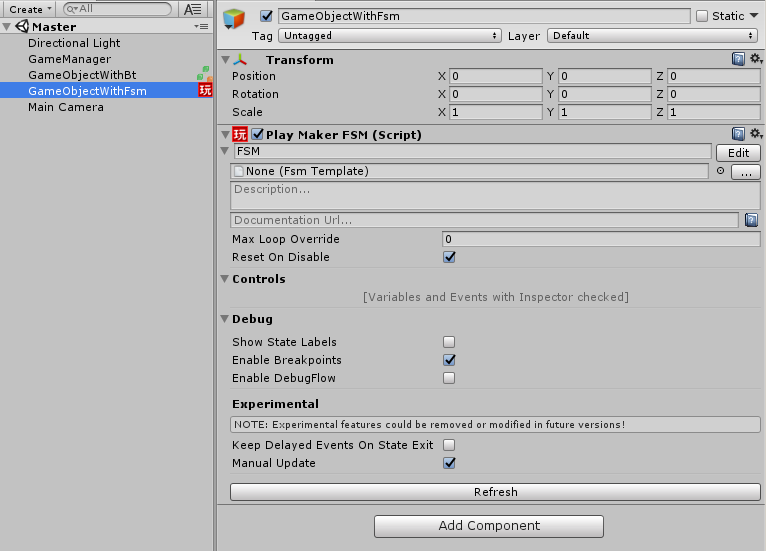 Create
All
Master
Directional Light
GameManager
GameObjectWithBt
GameObjectWithFsm
玩
Main Camera
GameObjectWithFsm
Static
Tag Untagged Layer Default
Transform
Position X 0 Y 0 Z 0
Rotation X 0 Y 0 Z 0
Scale X 1 Y 1 Z 1
玩 Play Maker FSM (Script)
FSM Edit
None (Fsm Template) ...
Description...
Documentation Url...
Max Loop Override 0
Reset On Disable
Controls
[Variables and Events with Inspector checked]
Debug
Show State Labels
Enable Breakpoints
Enable DebugFlow
Experimental
NOTE: Experimental features could be removed or modified in future versions!
Keep Delayed Events On State Exit
Manual Update
Refresh
Add Component